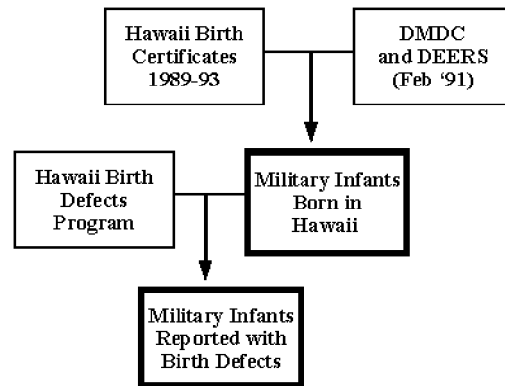 Hawaii Birth
Certificates
1989-93
DMDC
and DEERS
(Feb ‘91)
Hawaii Birth
Defects
Program
Military Infants
Born in
Hawaii
Military Infants
Reported with
Birth Defects